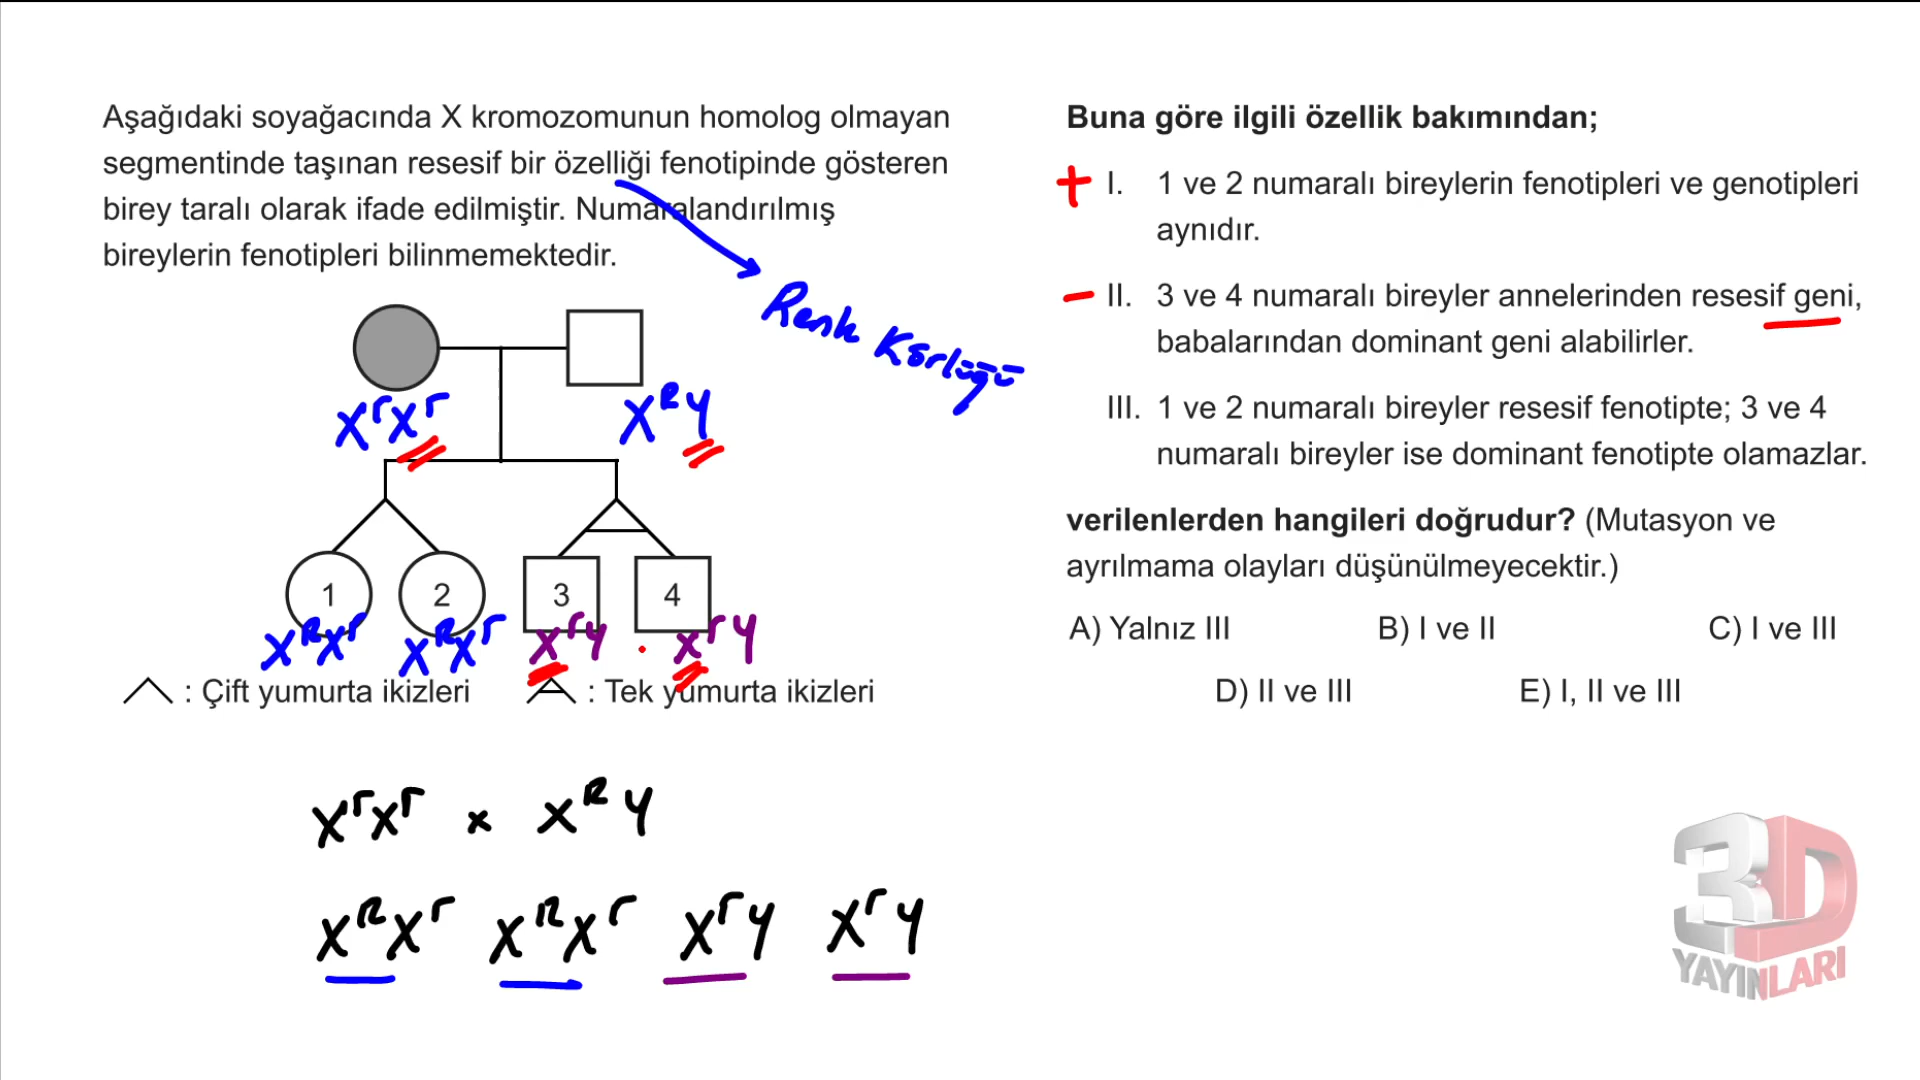 Aşağıdaki soyağacında X kromozomunun homolog olmayan
segmentinde taşınan resesif bir özelliği fenotipinde gösteren
birey taralı olarak ifade edilmiştir. Numaralandırılmış
bireylerin fenotipleri bilinmemektedir.
Renk Körlüğü
XʳXʳ
XᴿY
1
2
3
4
XᴿXʳ
XᴿXʳ
XʳY
XʳY
: Çift yumurta ikizleri
: Tek yumurta ikizleri
XʳXʳ x XᴿY
XᴿXʳ XᴿXʳ XʳY XʳY
Buna göre ilgili özellik bakımından;
+ I. 1 ve 2 numaralı bireylerin fenotipleri ve genotipleri
aynıdır.
- II. 3 ve 4 numaralı bireyler annelerinden resesif geni,
babalarından dominant geni alabilirler.
III. 1 ve 2 numaralı bireyler resesif fenotipte; 3 ve 4
numaralı bireyler ise dominant fenotipte olamazlar.
verilenlerden hangileri doğrudur? (Mutasyon ve
ayrılmama olayları düşünülmeyecektir.)
A) Yalnız III B) I ve II C) I ve III
D) II ve III E) I, II ve III
3D
YAYINLARI